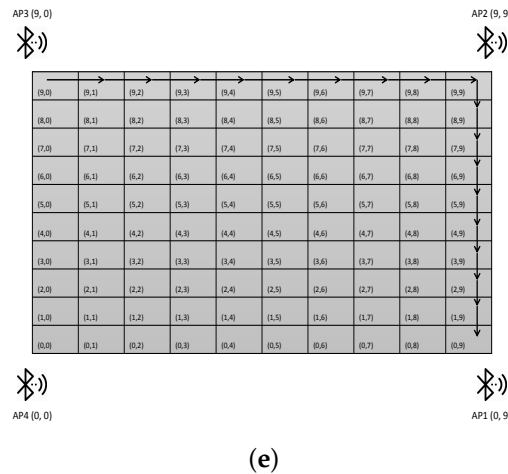 AP3 (9, 0) AP2 (9, 9
(9,0) (9,1) (9,2) (9,3) (9,4) (9,5) (9,6) (9,7) (9,8) (9,9)
(8,0) (8,1) (8,2) (8,3) (8,4) (8,5) (8,6) (8,7) (8,8) (8,9)
(7,0) (7,1) (7,2) (7,3) (7,4) (7,5) (7,6) (7,7) (7,8) (7,9)
(6,0) (6,1) (6,2) (6,3) (6,4) (6,5) (6,6) (6,7) (6,8) (6,9)
(5,0) (5,1) (5,2) (5,3) (5,4) (5,5) (5,6) (5,7) (5,8) (5,9)
(4,0) (4,1) (4,2) (4,3) (4,4) (4,5) (4,6) (4,7) (4,8) (4,9)
(3,0) (3,1) (3,2) (3,3) (3,4) (3,5) (3,6) (3,7) (3,8) (3,9)
(2,0) (2,1) (2,2) (2,3) (2,4) (2,5) (2,6) (2,7) (2,8) (2,9)
(1,0) (1,1) (1,2) (1,3) (1,4) (1,5) (1,6) (1,7) (1,8) (1,9)
(0,0) (0,1) (0,2) (0,3) (0,4) (0,5) (0,6) (0,7) (0,8) (0,9)
AP4 (0, 0) AP1 (0, 9
(e)